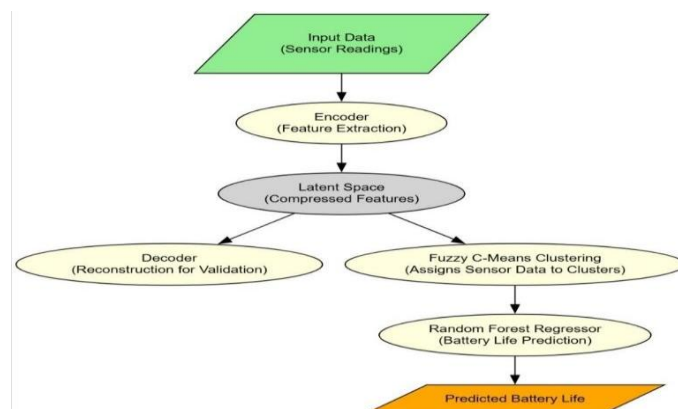 Input Data
(Sensor Readings)
Encoder
(Feature Extraction)
Latent Space
(Compressed Features)
Decoder
(Reconstruction for Validation)
Fuzzy C-Means Clustering
(Assigns Sensor Data to Clusters)
Random Forest Regressor
(Battery Life Prediction)
Predicted Battery Life